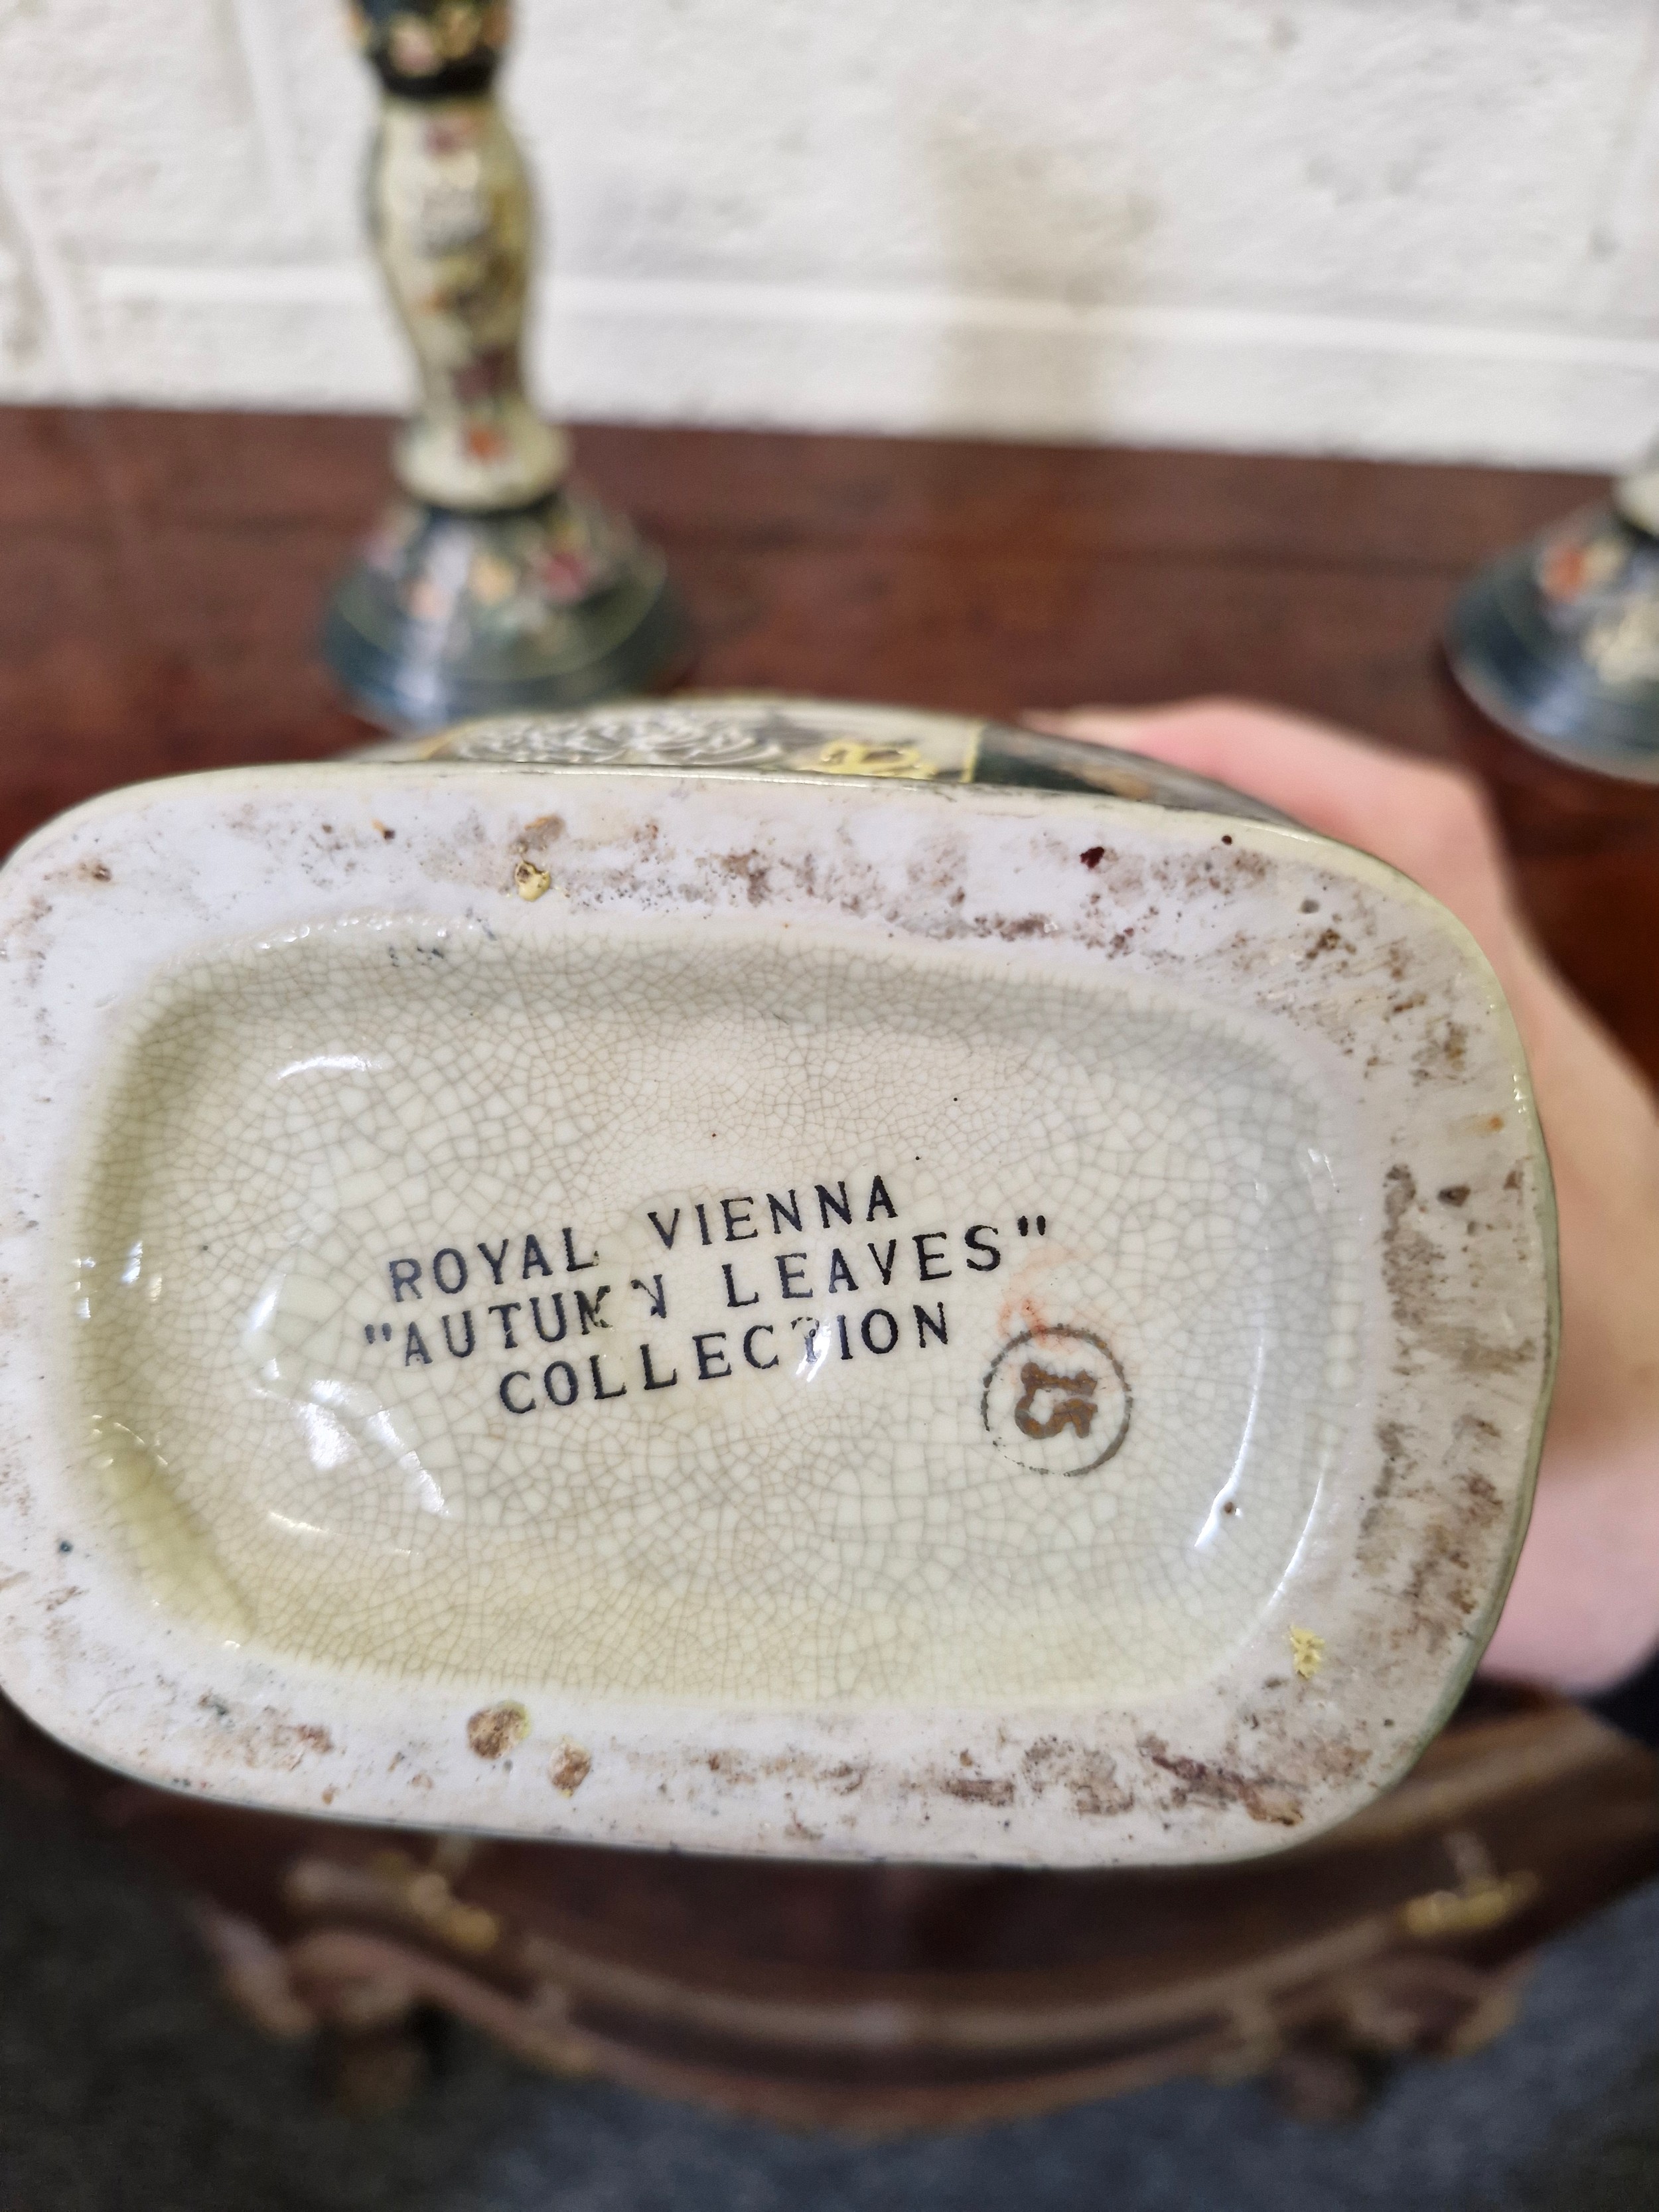 ROYAL VIENNA
"AUTUMN LEAVES"
COLLECTION
15